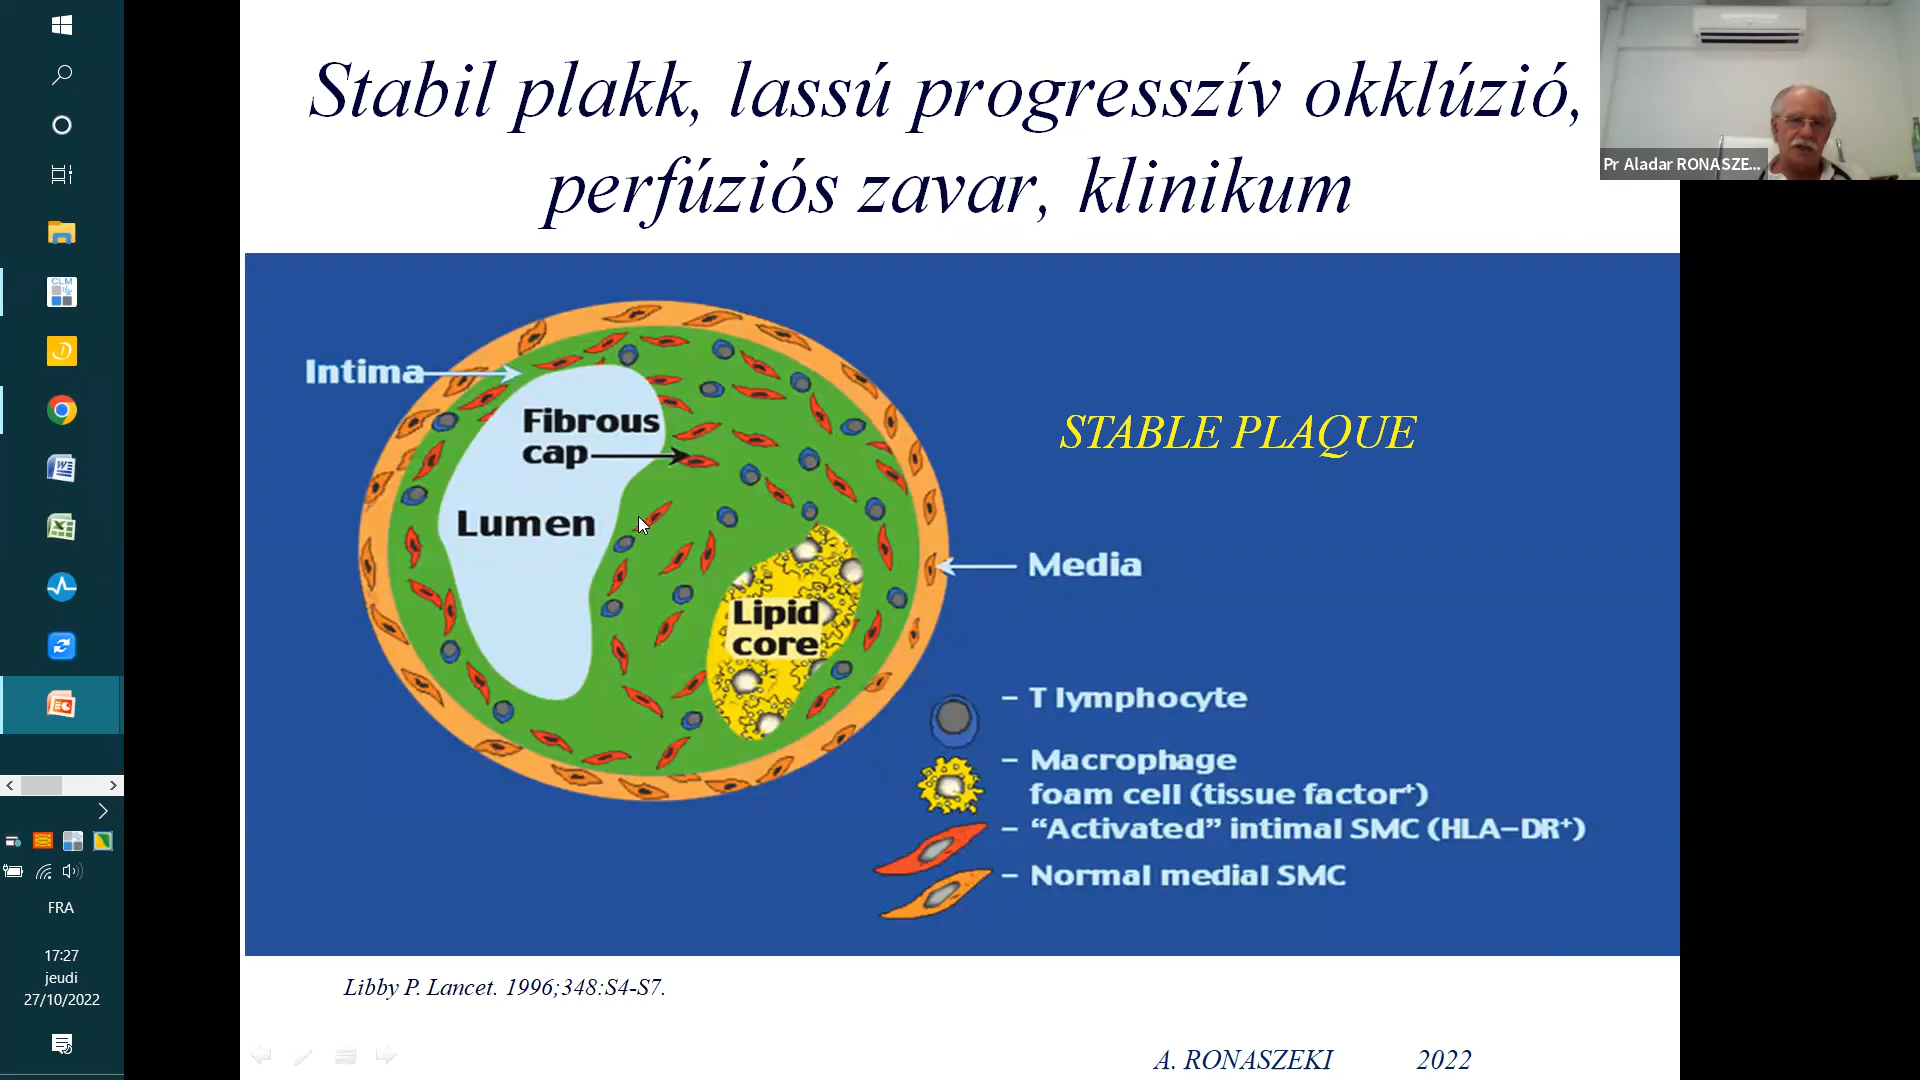 Stabil plakk, lassú progresszív okklúzió,
perfúziós zavar, klinikum
Pr Aladar RONASZE...
Intima
Fibrous
cap
Lumen
Lipid
core
STABLE PLAQUE
Media
– T lymphocyte
– Macrophage
foam cell (tissue factor⁺)
– “Activated” intimal SMC (HLA–DR⁺)
– Normal medial SMC
Libby P. Lancet. 1996;348:S4-S7.
A. RONASZEKI 2022
CLM
FRA
17:27
jeudi
27/10/2022